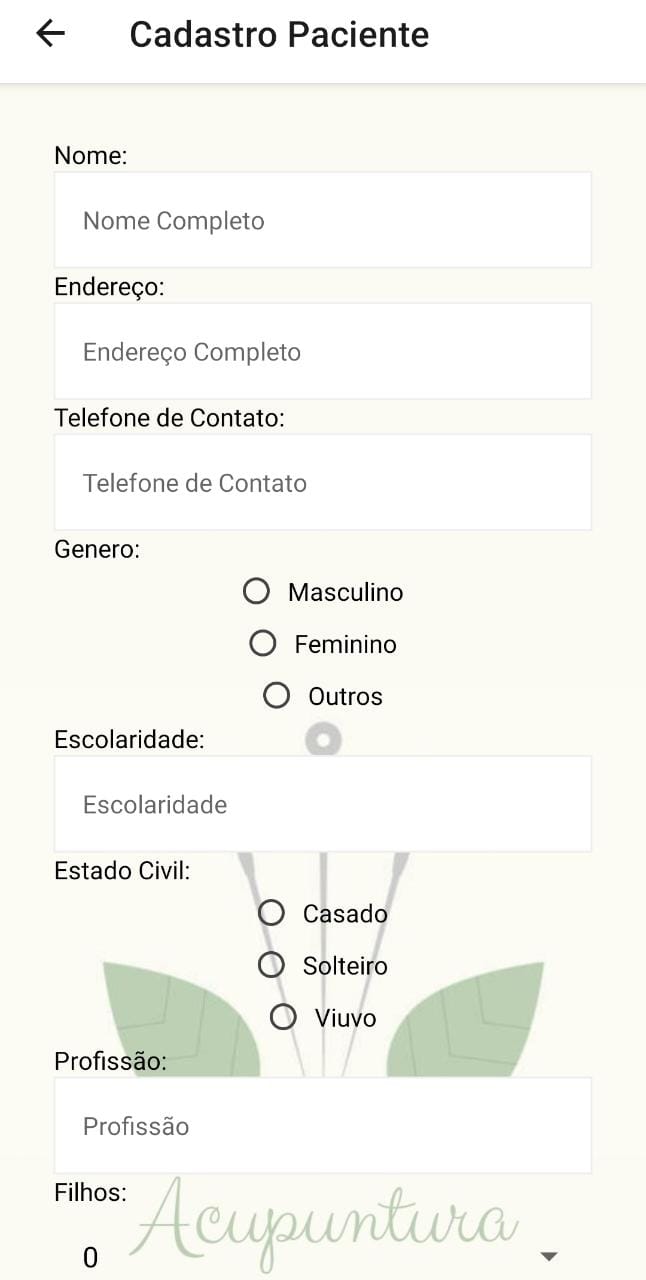 Cadastro Paciente
Nome:
Nome Completo
Endereço:
Endereço Completo
Telefone de Contato:
Telefone de Contato
Genero:
Masculino
Feminino
Outros
Escolaridade:
Escolaridade
Estado Civil:
Casado
Solteiro
Viuvo
Profissão:
Profissão
Filhos:
Acupuntura
0